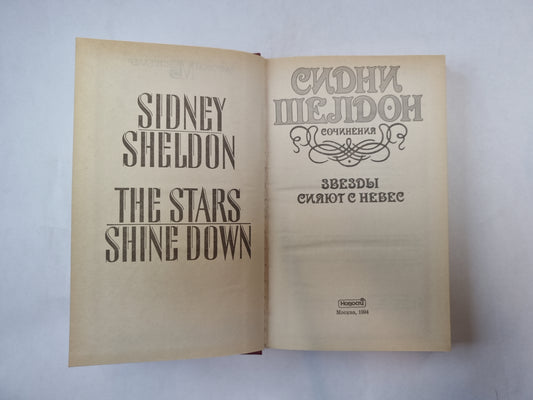 SIDNEY
SHELDON
THE STARS
SHINE DOWN
СИДНИ
ШЕЛДОН
СОЧИНЕНИЯ
ЗВЕЗДЫ
СИЯЮТ С НЕБЕС
Новости
Москва, 1994